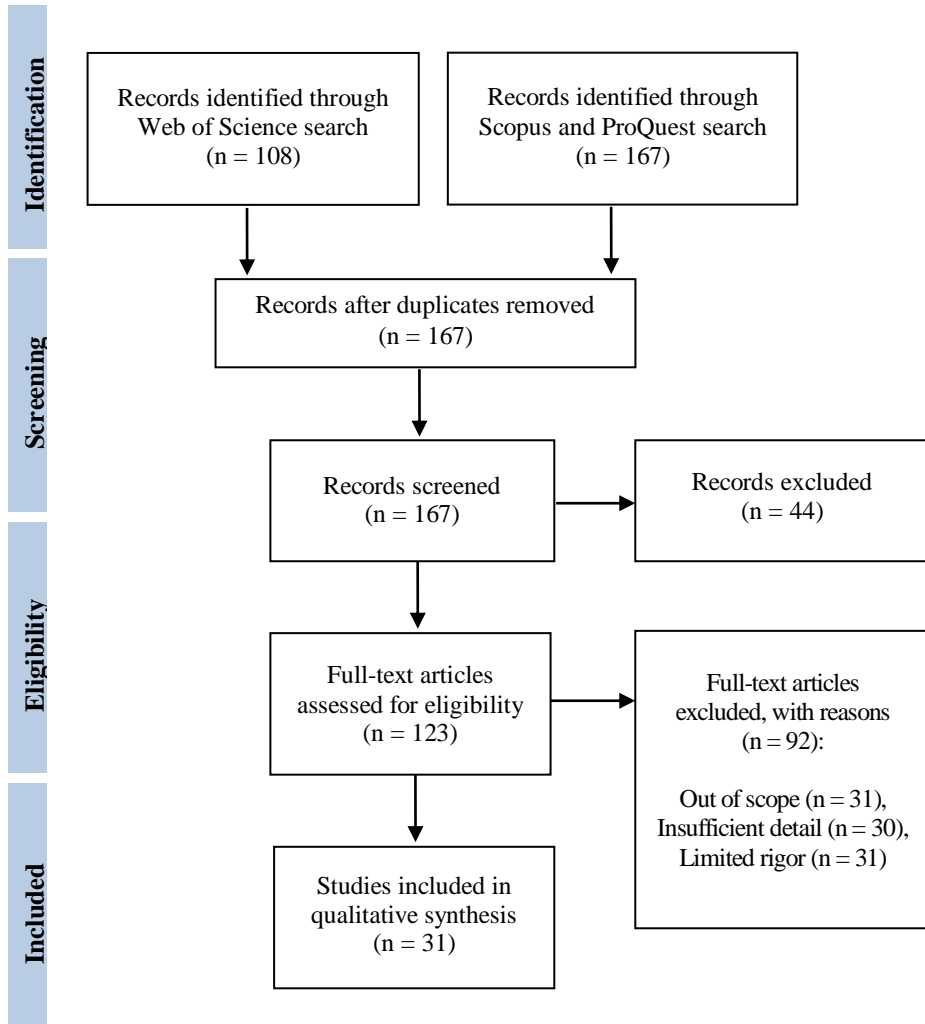 Identification
Records identified through
Web of Science search
(n = 108)
Records identified through
Scopus and ProQuest search
(n = 167)
Screening
Records after duplicates removed
(n = 167)
Records screened
(n = 167)
Records excluded
(n = 44)
Eligibility
Full-text articles
assessed for eligibility
(n = 123)
Full-text articles
excluded, with reasons
(n = 92):
Out of scope (n = 31),
Insufficient detail (n = 30),
Limited rigor (n = 31)
Included
Studies included in
qualitative synthesis
(n = 31)